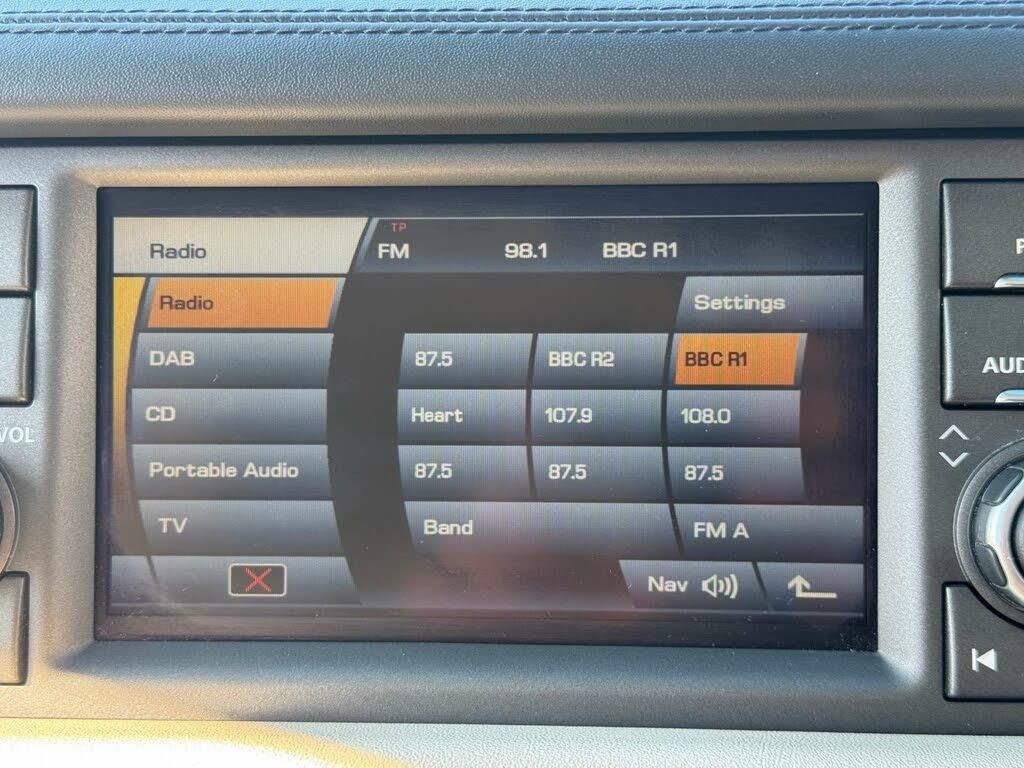 TP
Radio FM 98.1 BBC R1
Radio Settings
DAB 87.5 BBC R2 BBC R1
CD Heart 107.9 108.0
VOL
Portable Audio 87.5 87.5 87.5
TV Band FM A
Nav